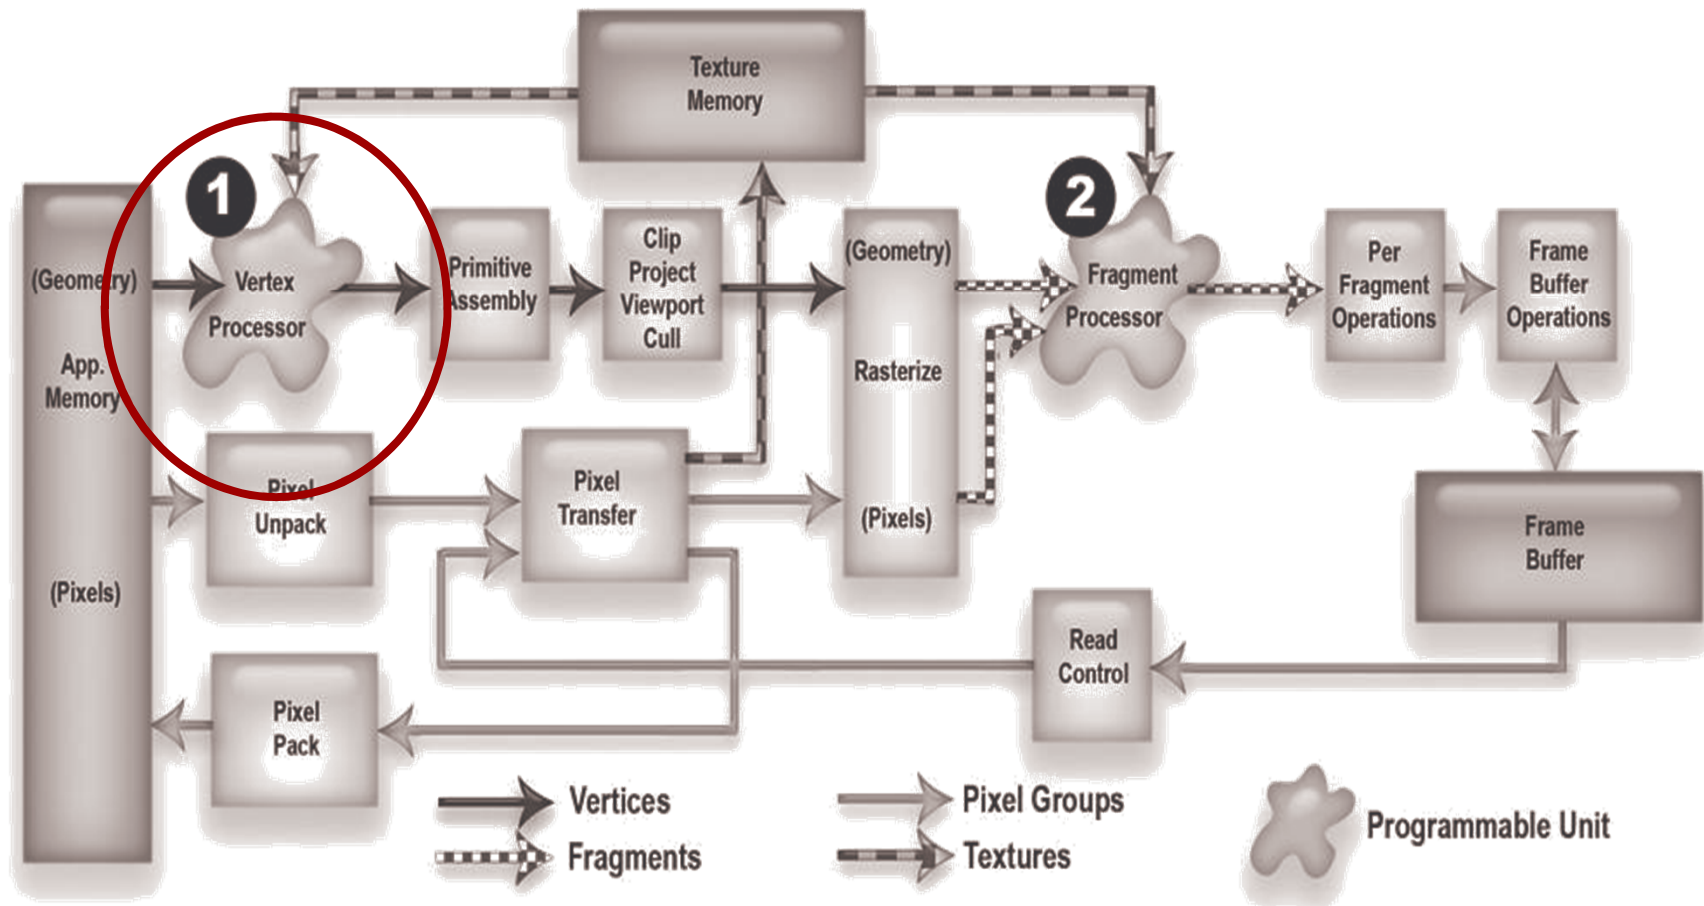 Texture
Memory
1
2
(Geometry)
App.
Memory
(Pixels)
Vertex
Processor
Primitive
Assembly
Clip
Project
Viewport
Cull
(Geometry)
Rasterize
(Pixels)
Fragment
Processor
Per
Fragment
Operations
Frame
Buffer
Operations
Pixel
Unpack
Pixel
Transfer
Frame
Buffer
Read
Control
Pixel
Pack
Vertices
Fragments
Pixel Groups
Textures
Programmable Unit